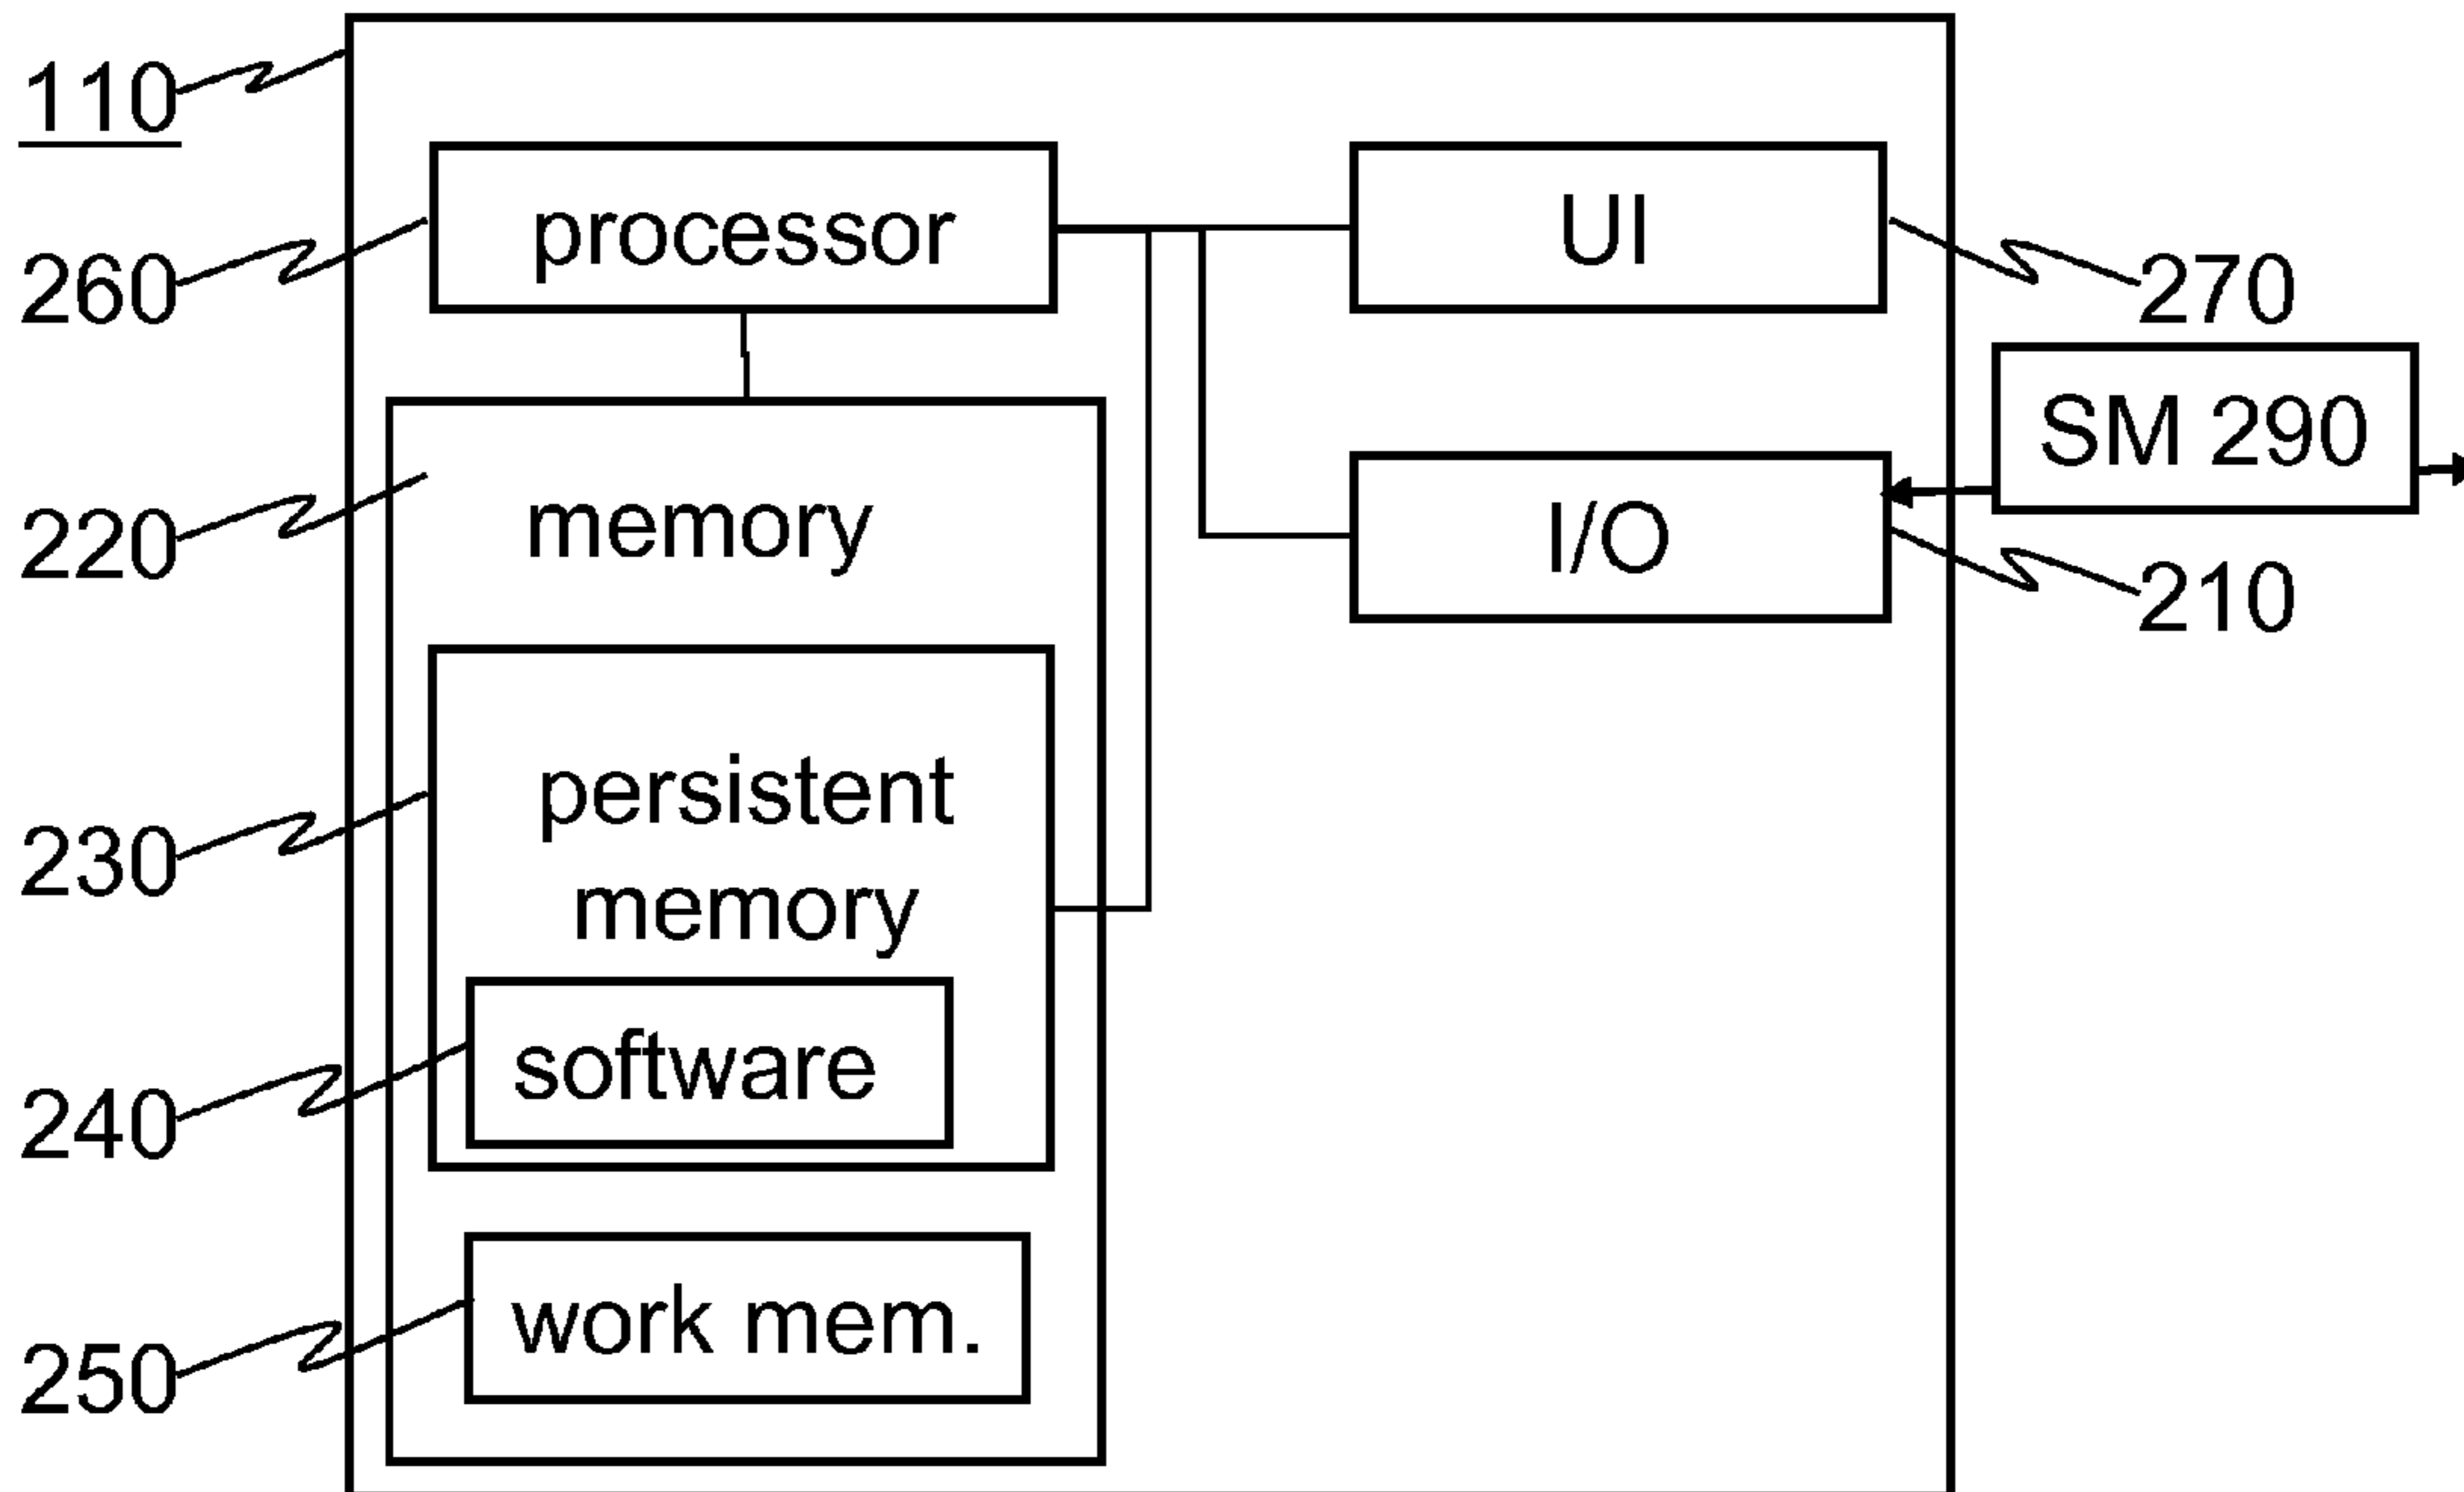 110
processor
UI
260
270
SM 290
memory
I/O
220
210
persistent
memory
230
software
240
work mem.
250